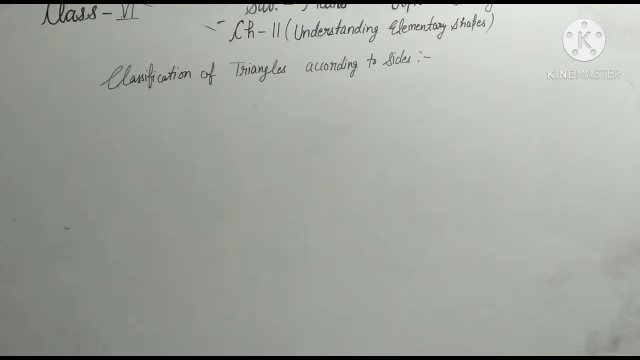 Class - VI
Ch - 11 (Understanding Elementary Shapes)
Classification of Triangles according to Sides :-
K
KINEMASTER